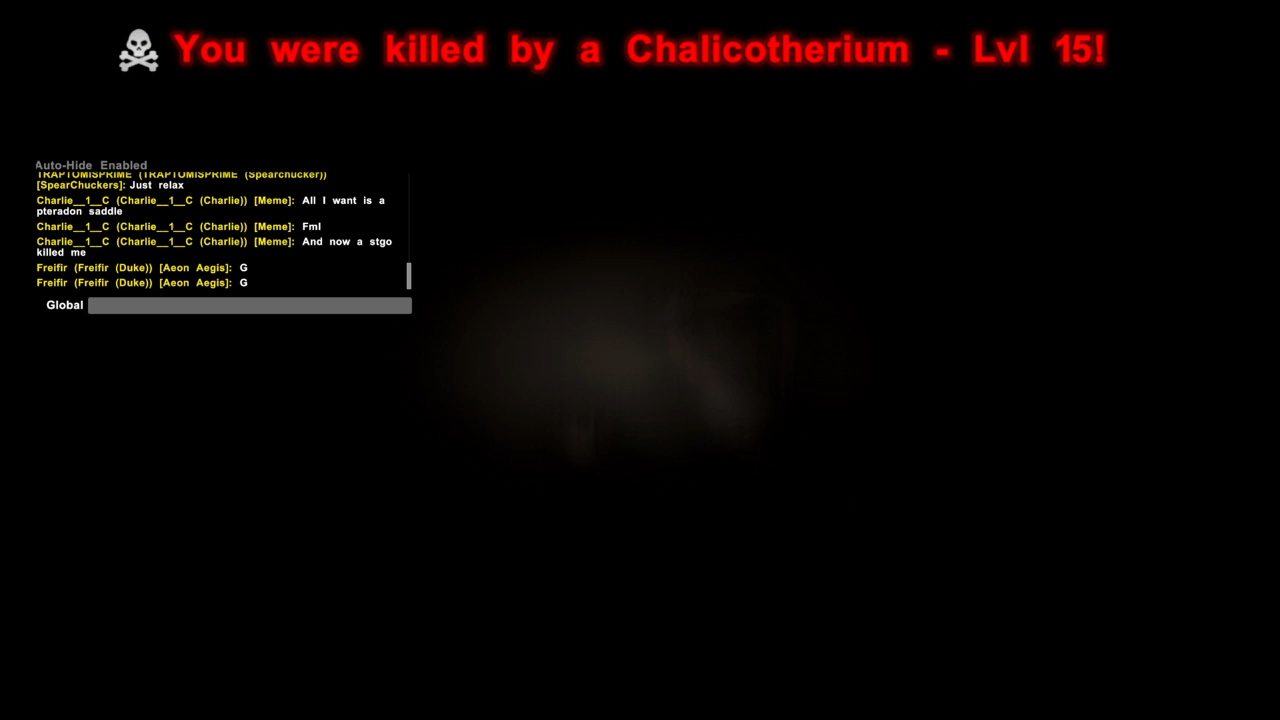 You were killed by a Chalicotherium - Lvl 15!
Auto-Hide Enabled
TRAPTOMISPRIME (TRAPTOMISPRIME (Spearchucker))
[SpearChuckers]: Just relax
Charlie__1__C (Charlie__1__C (Charlie)) [Meme]: All I want is a
pteradon saddle
Charlie__1__C (Charlie__1__C (Charlie)) [Meme]: Fml
Charlie__1__C (Charlie__1__C (Charlie)) [Meme]: And now a stgo
killed me
Freifir (Freifir (Duke)) [Aeon Aegis]: G
Freifir (Freifir (Duke)) [Aeon Aegis]: G
Global